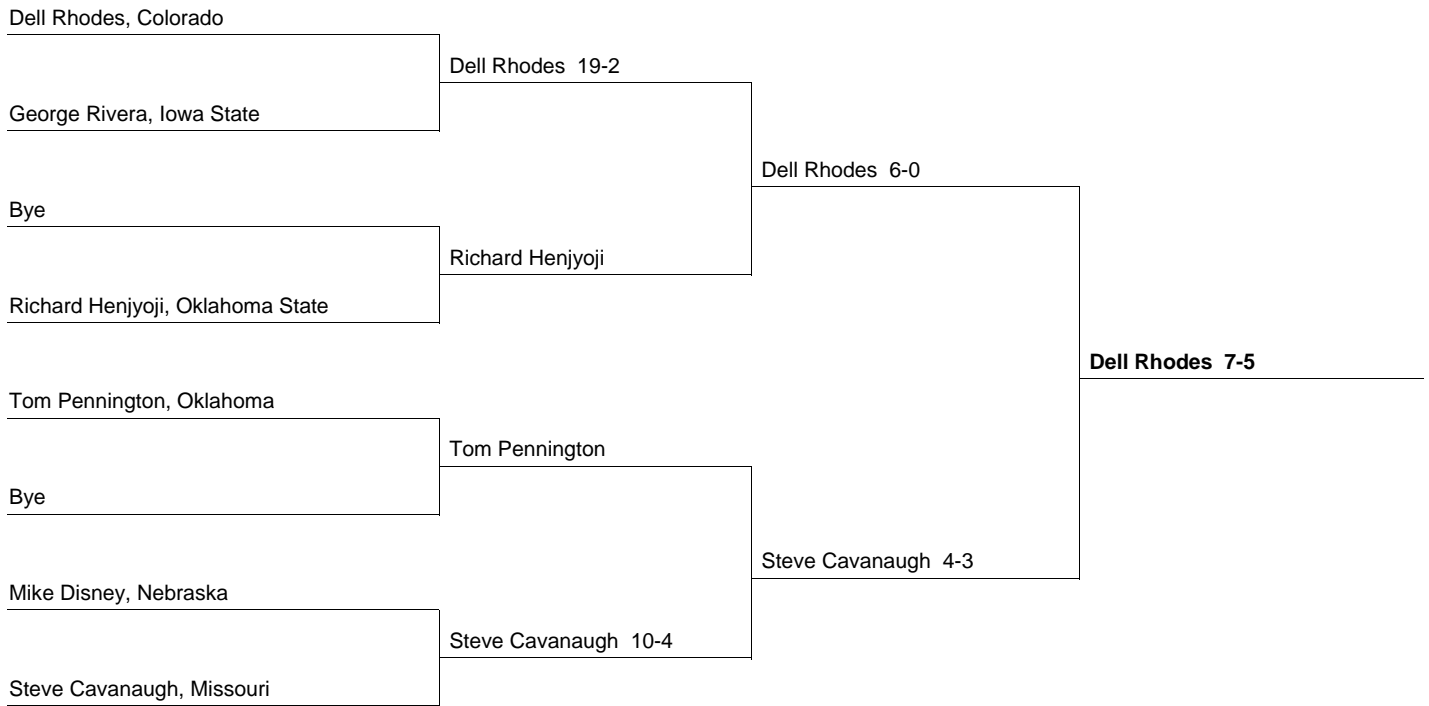 Dell Rhodes, Colorado
Dell Rhodes  19-2
George Rivera, Iowa State
Dell Rhodes  6-0
Bye
Richard Henjyoji
Richard Henjyoji, Oklahoma State
Dell Rhodes  7-5
Tom Pennington, Oklahoma
Tom Pennington
Bye
Steve Cavanaugh  4-3
Mike Disney, Nebraska
Steve Cavanaugh  10-4
Steve Cavanaugh, Missouri